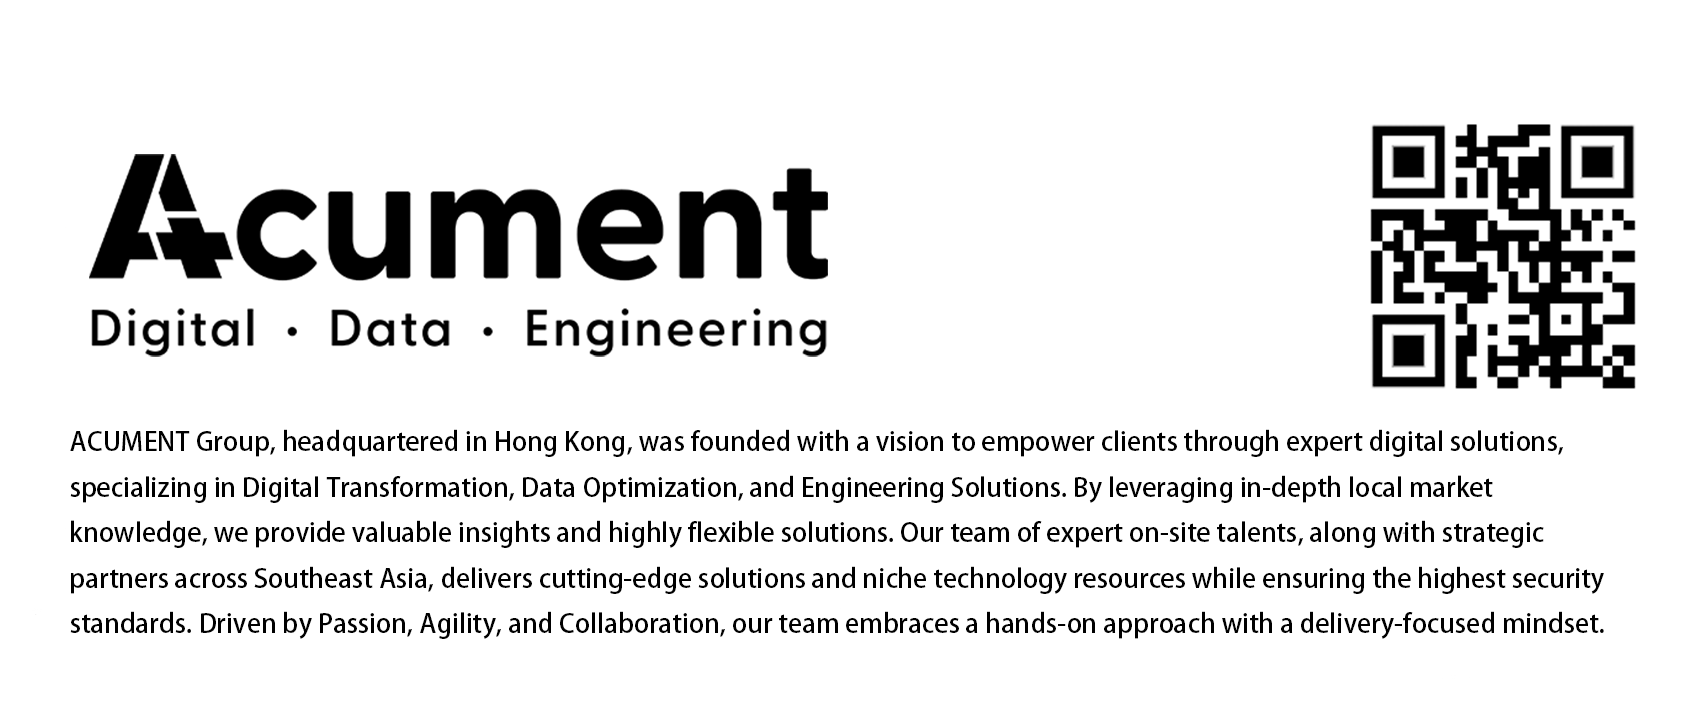 Acument
Digital · Data · Engineering
ACUMENT Group, headquartered in Hong Kong, was founded with a vision to empower clients through expert digital solutions,
specializing in Digital Transformation, Data Optimization, and Engineering Solutions. By leveraging in-depth local market
knowledge, we provide valuable insights and highly flexible solutions. Our team of expert on-site talents, along with strategic
partners across Southeast Asia, delivers cutting-edge solutions and niche technology resources while ensuring the highest security
standards. Driven by Passion, Agility, and Collaboration, our team embraces a hands-on approach with a delivery-focused mindset.